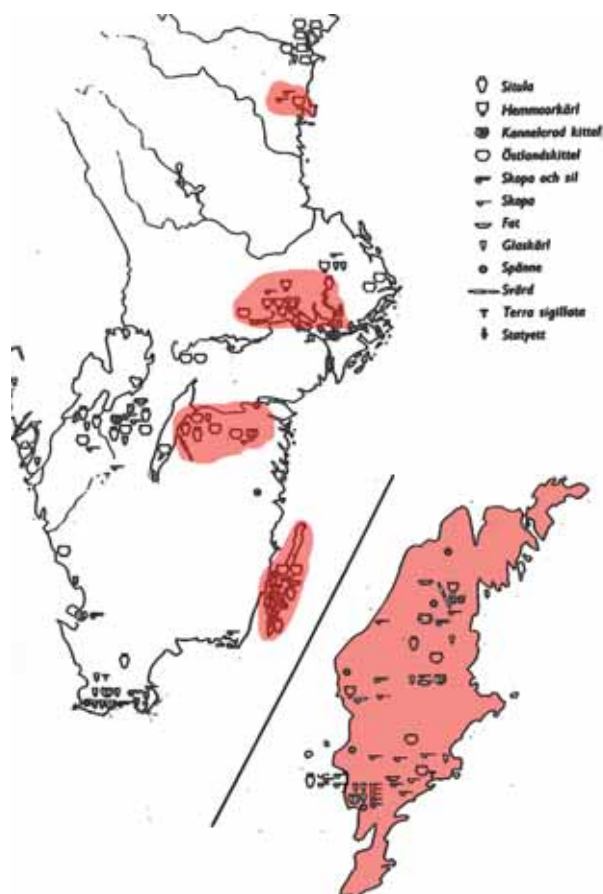 Situla
Hemmoorkärl
Kannelerad kittel
Östlandskittel
Skopa och sil
Skopa
Fat
Glaskärl
Spänne
Svärd
Terra sigillata
Statyett